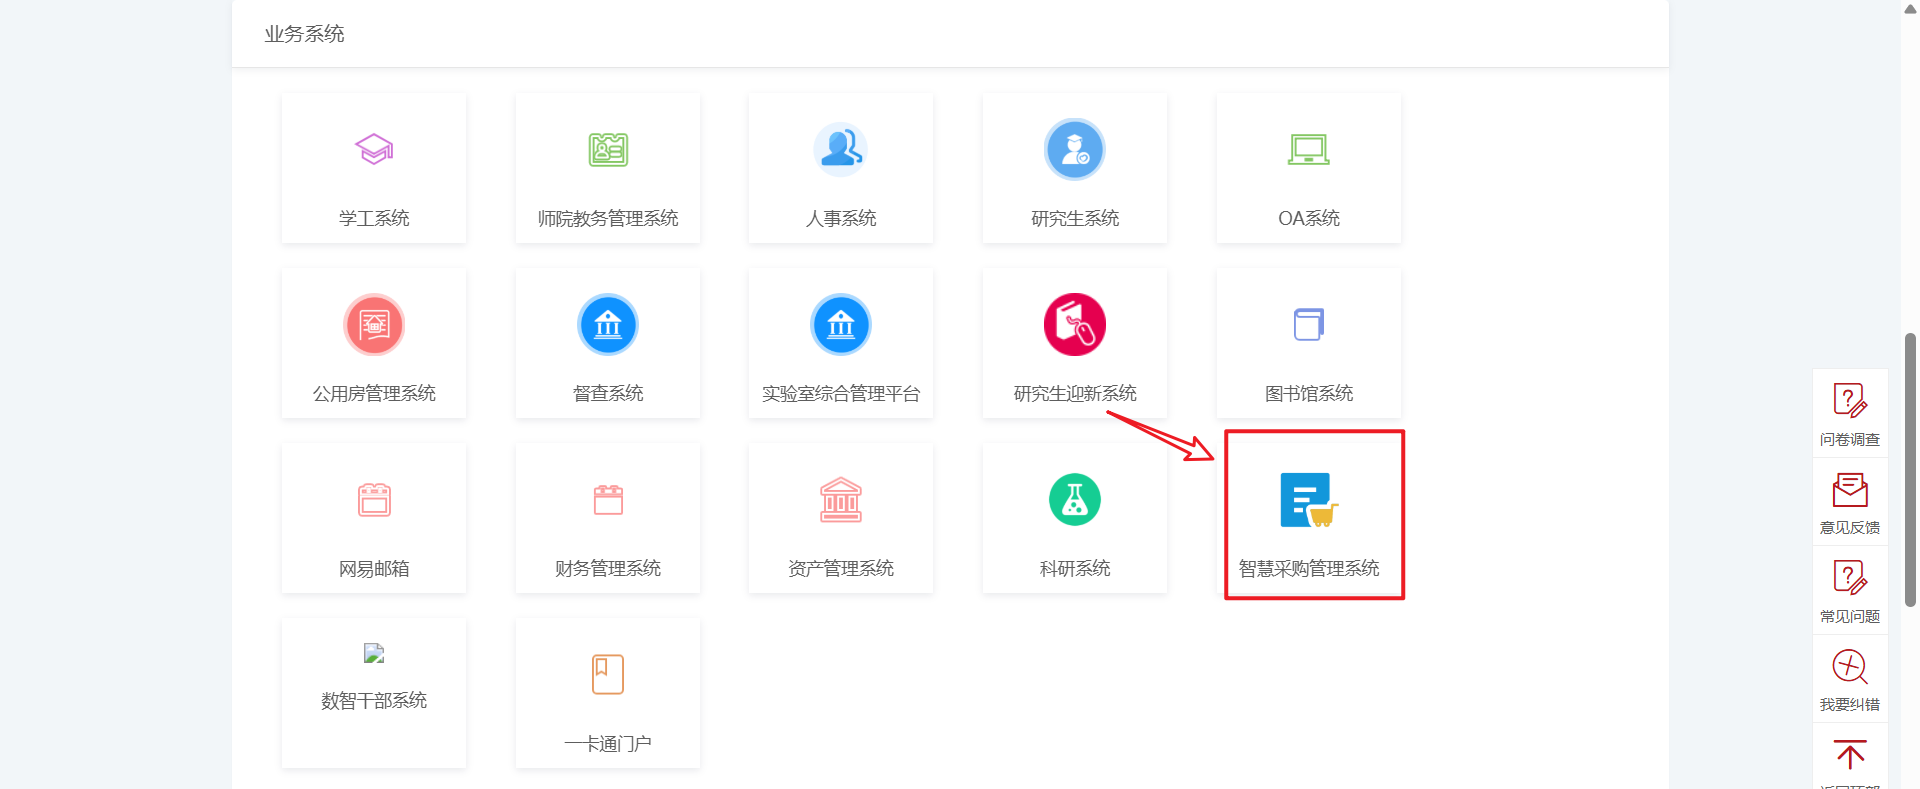 业务系统
学工系统
师院教务管理系统
人事系统
研究生系统
OA系统
公用房管理系统
督查系统
实验室综合管理平台
研究生迎新系统
图书馆系统
网易邮箱
财务管理系统
资产管理系统
科研系统
智慧采购管理系统
数智干部系统
一卡通门户
问卷调查
意见反馈
常见问题
我要纠错